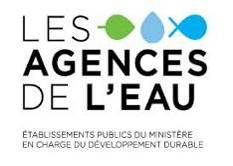 LES
AGENCES
DE L'EAU
ÉTABLISSEMENTS PUBLICS DU MINISTÈRE
EN CHARGE DU DÉVELOPPEMENT DURABLE